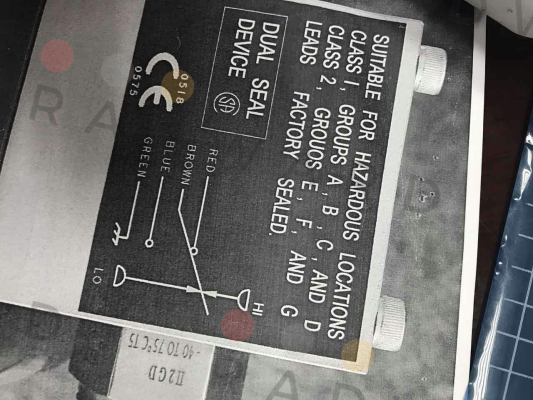 SUITABLE FOR HAZARDOUS LOCATIONS
CLASS I, GROUPS A, B, C, AND D
CLASS 2, GROUOS E, F, AND G
LEADS FACTORY SEALED.
DUAL SEAL
DEVICE
CE
0518
0575
RED
BROWN
BLUE
GREEN
HI
LO
II2GD
-40 TO 75°C T5